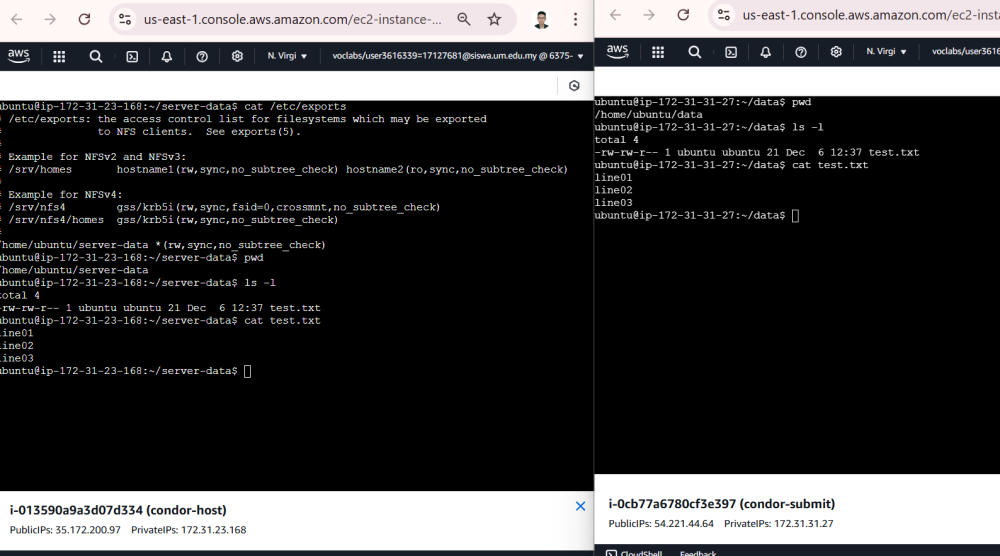 us-east-1.console.aws.amazon.com/ec2-instance-...
aws
N. Virgi ▼
voclabs/user3616339=17127681@siswa.um.edu.my @ 6375- ▼
ubuntu@ip-172-31-23-168:~/server-data$ cat /etc/exports
# /etc/exports: the access control list for filesystems which may be exported
# to NFS clients. See exports(5).
#
# Example for NFSv2 and NFSv3:
# /srv/homes hostname1(rw,sync,no_subtree_check) hostname2(ro,sync,no_subtree_check)
#
# Example for NFSv4:
# /srv/nfs4 gss/krb5i(rw,sync,fsid=0,crossmnt,no_subtree_check)
# /srv/nfs4/homes gss/krb5i(rw,sync,no_subtree_check)
#
/home/ubuntu/server-data *(rw,sync,no_subtree_check)
ubuntu@ip-172-31-23-168:~/server-data$ pwd
/home/ubuntu/server-data
ubuntu@ip-172-31-23-168:~/server-data$ ls -l
total 4
-rw-rw-r-- 1 ubuntu ubuntu 21 Dec 6 12:37 test.txt
ubuntu@ip-172-31-23-168:~/server-data$ cat test.txt
line01
line02
line03
ubuntu@ip-172-31-23-168:~/server-data$
i-013590a9a3d07d334 (condor-host)
PublicIPs: 35.172.200.97 PrivateIPs: 172.31.23.168
us-east-1.console.aws.amazon.com/ec2-instance-
aws
N. Virgi ▼
voclabs/user3616
ubuntu@ip-172-31-31-27:~/data$ pwd
/home/ubuntu/data
ubuntu@ip-172-31-31-27:~/data$ ls -l
total 4
-rw-rw-r-- 1 ubuntu ubuntu 21 Dec 6 12:37 test.txt
ubuntu@ip-172-31-31-27:~/data$ cat test.txt
line01
line02
line03
ubuntu@ip-172-31-31-27:~/data$
i-0cb77a6780cf3e397 (condor-submit)
PublicIPs: 54.221.44.64 PrivateIPs: 172.31.31.27
CloudShell Feedback